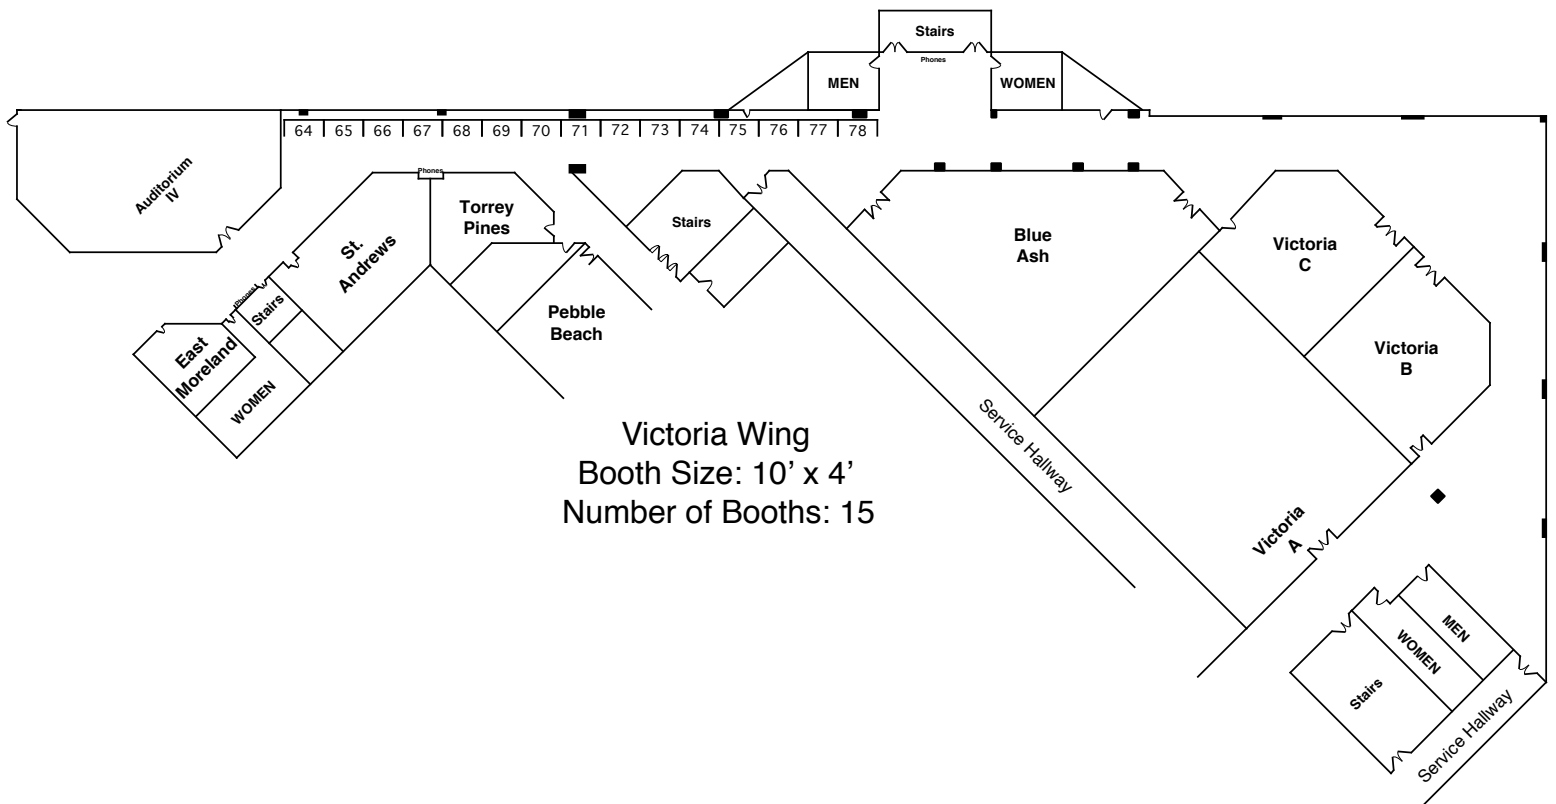 Stairs
Phones
MEN
WOMEN
64 65 66 67 68 69 70 71 72 73 74 75 76 77 78
Auditorium
IV
Phones
Torrey
Pines
St.
Andrews
Stairs
Blue
Ash
Victoria
C
Phones
Stairs
Pebble
Beach
East
Moreland
WOMEN
Victoria
B
Service Hallway
Victoria Wing
Booth Size: 10’ x 4’
Number of Booths: 15
Victoria
A
MEN
WOMEN
Stairs
Service Hallway